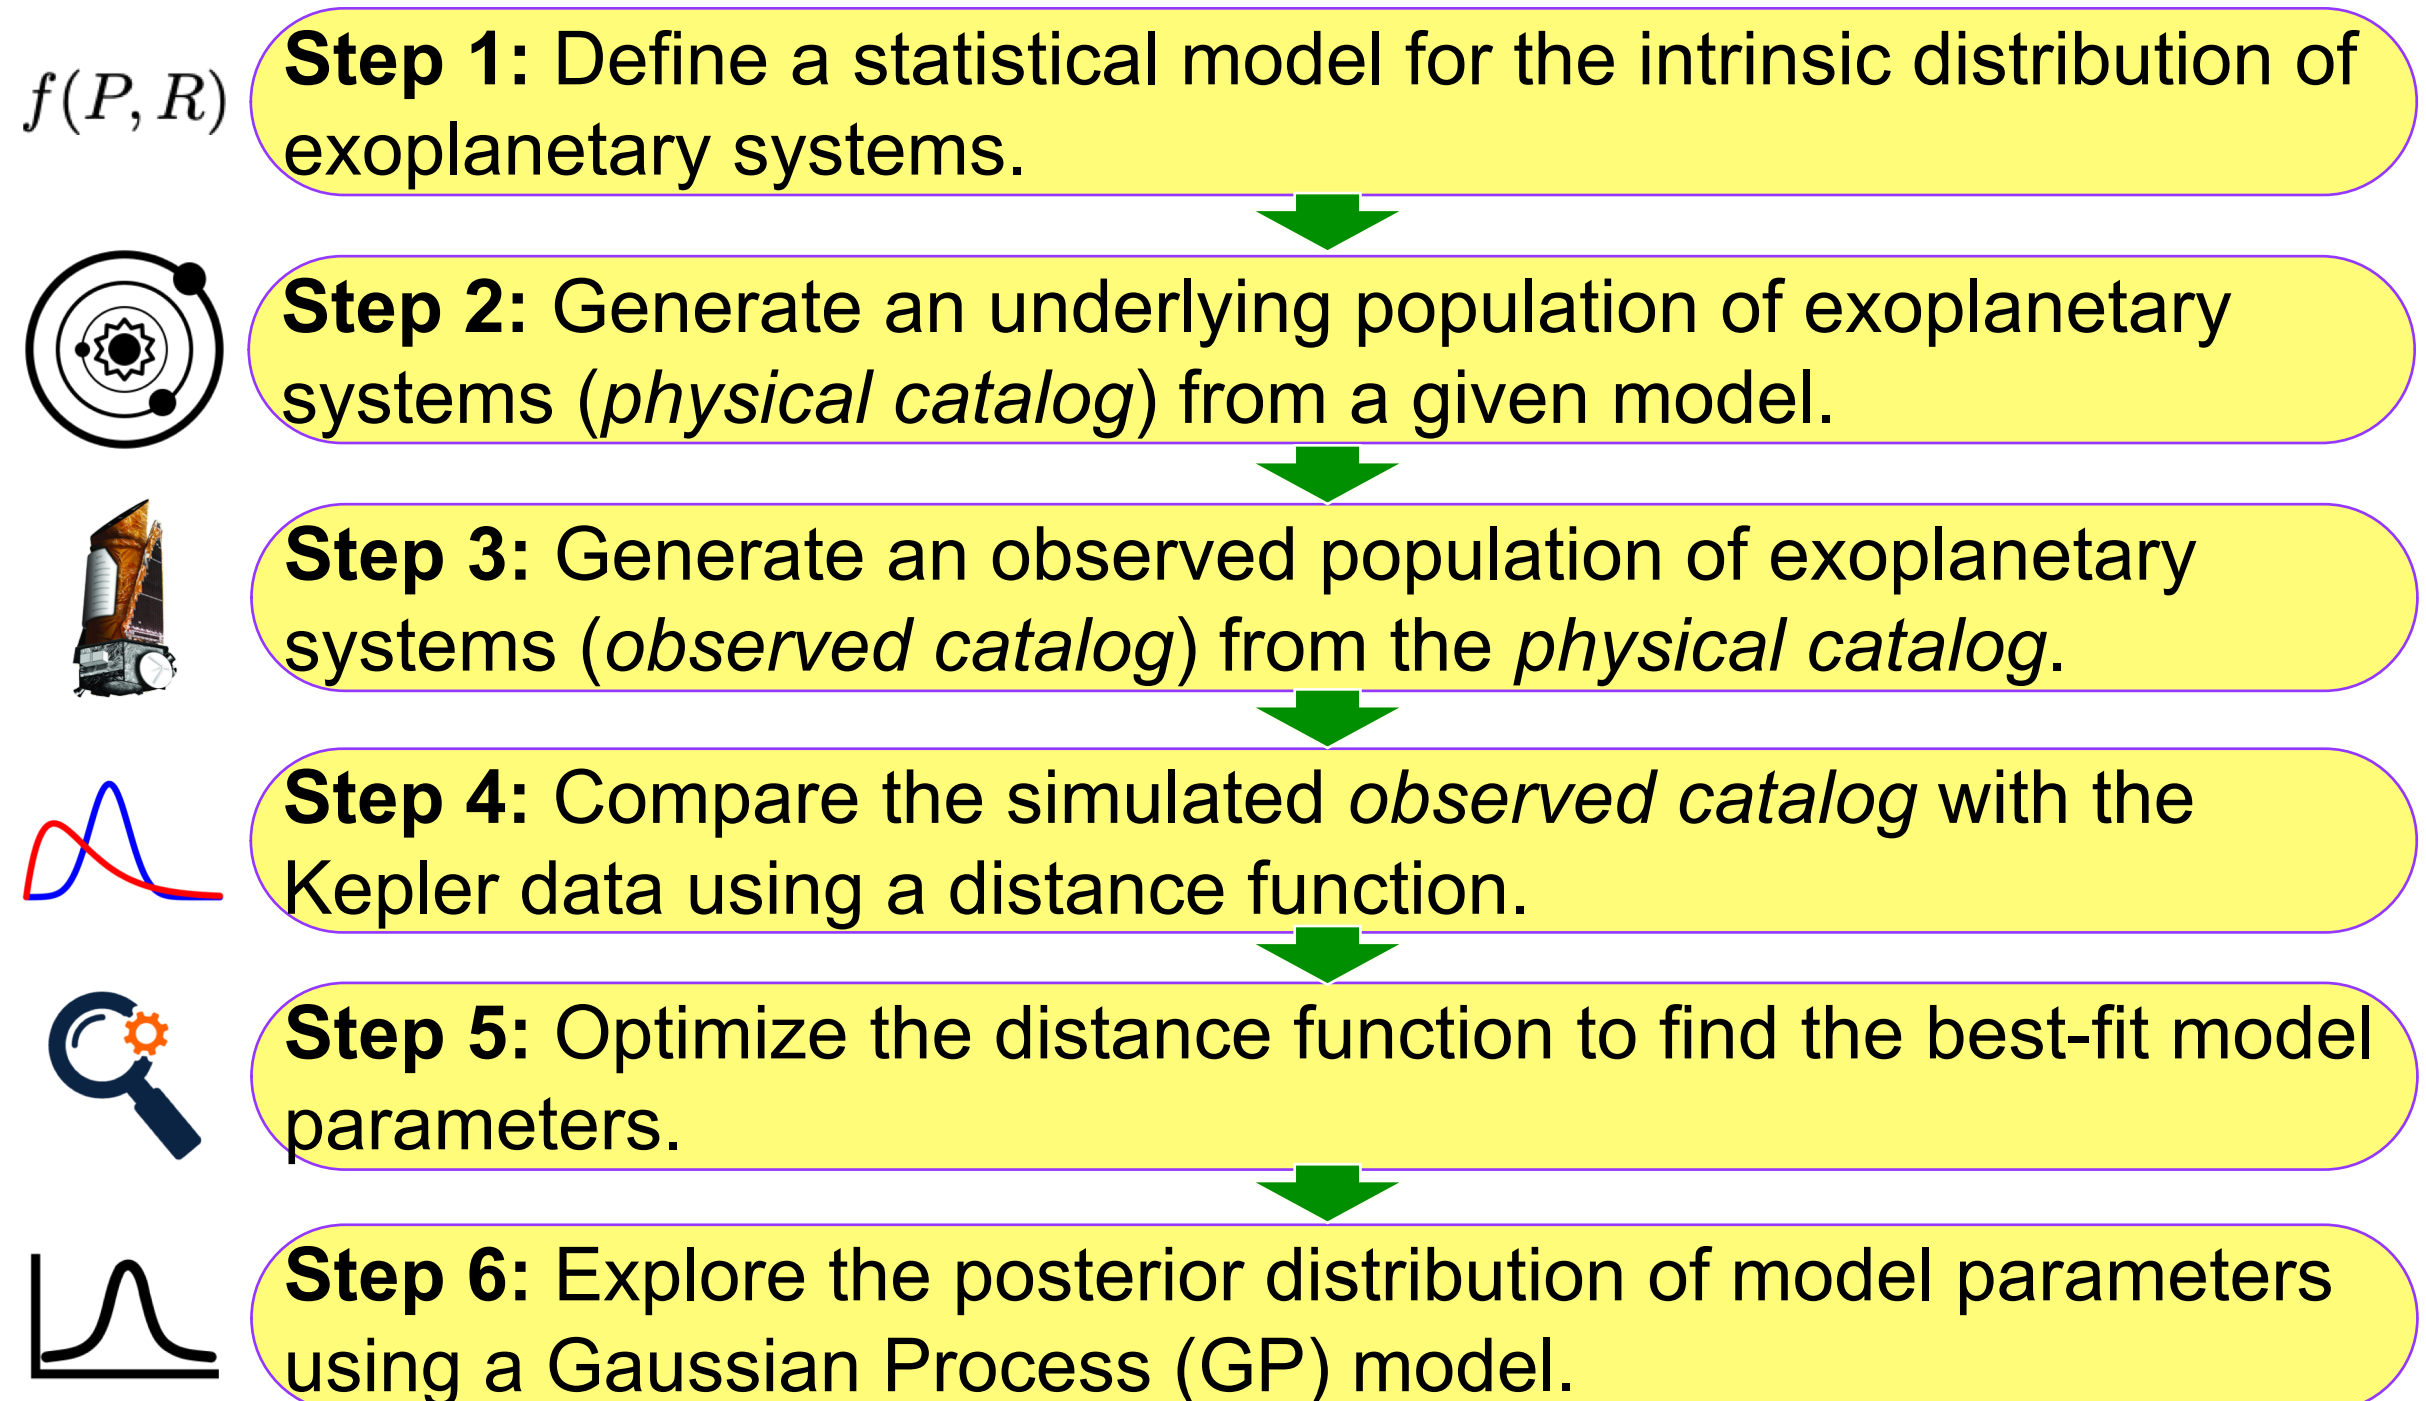 f(P, R)
Step 1: Define a statistical model for the intrinsic distribution of
exoplanetary systems.
Step 2: Generate an underlying population of exoplanetary
systems (physical catalog) from a given model.
Step 3: Generate an observed population of exoplanetary
systems (observed catalog) from the physical catalog.
Step 4: Compare the simulated observed catalog with the
Kepler data using a distance function.
Step 5: Optimize the distance function to find the best-fit model
parameters.
Step 6: Explore the posterior distribution of model parameters
using a Gaussian Process (GP) model.